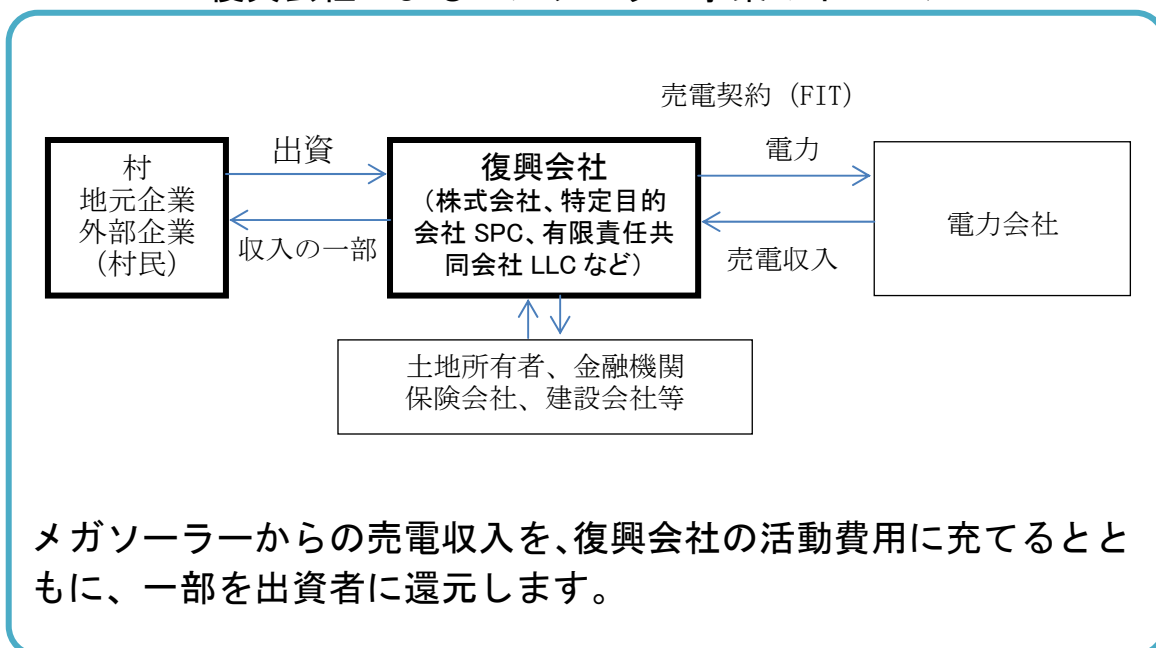 売電契約 (FIT)
村
地元企業
外部企業
(村民)
出資
収入の一部
復興会社
(株式会社、特定目的
会社 SPC、有限責任共
同会社 LLC など)
電力
売電収入
電力会社
土地所有者、金融機関
保険会社、建設会社等
メガソーラーからの売電収入を、復興会社の活動費用に充てるとと
もに、一部を出資者に還元します。